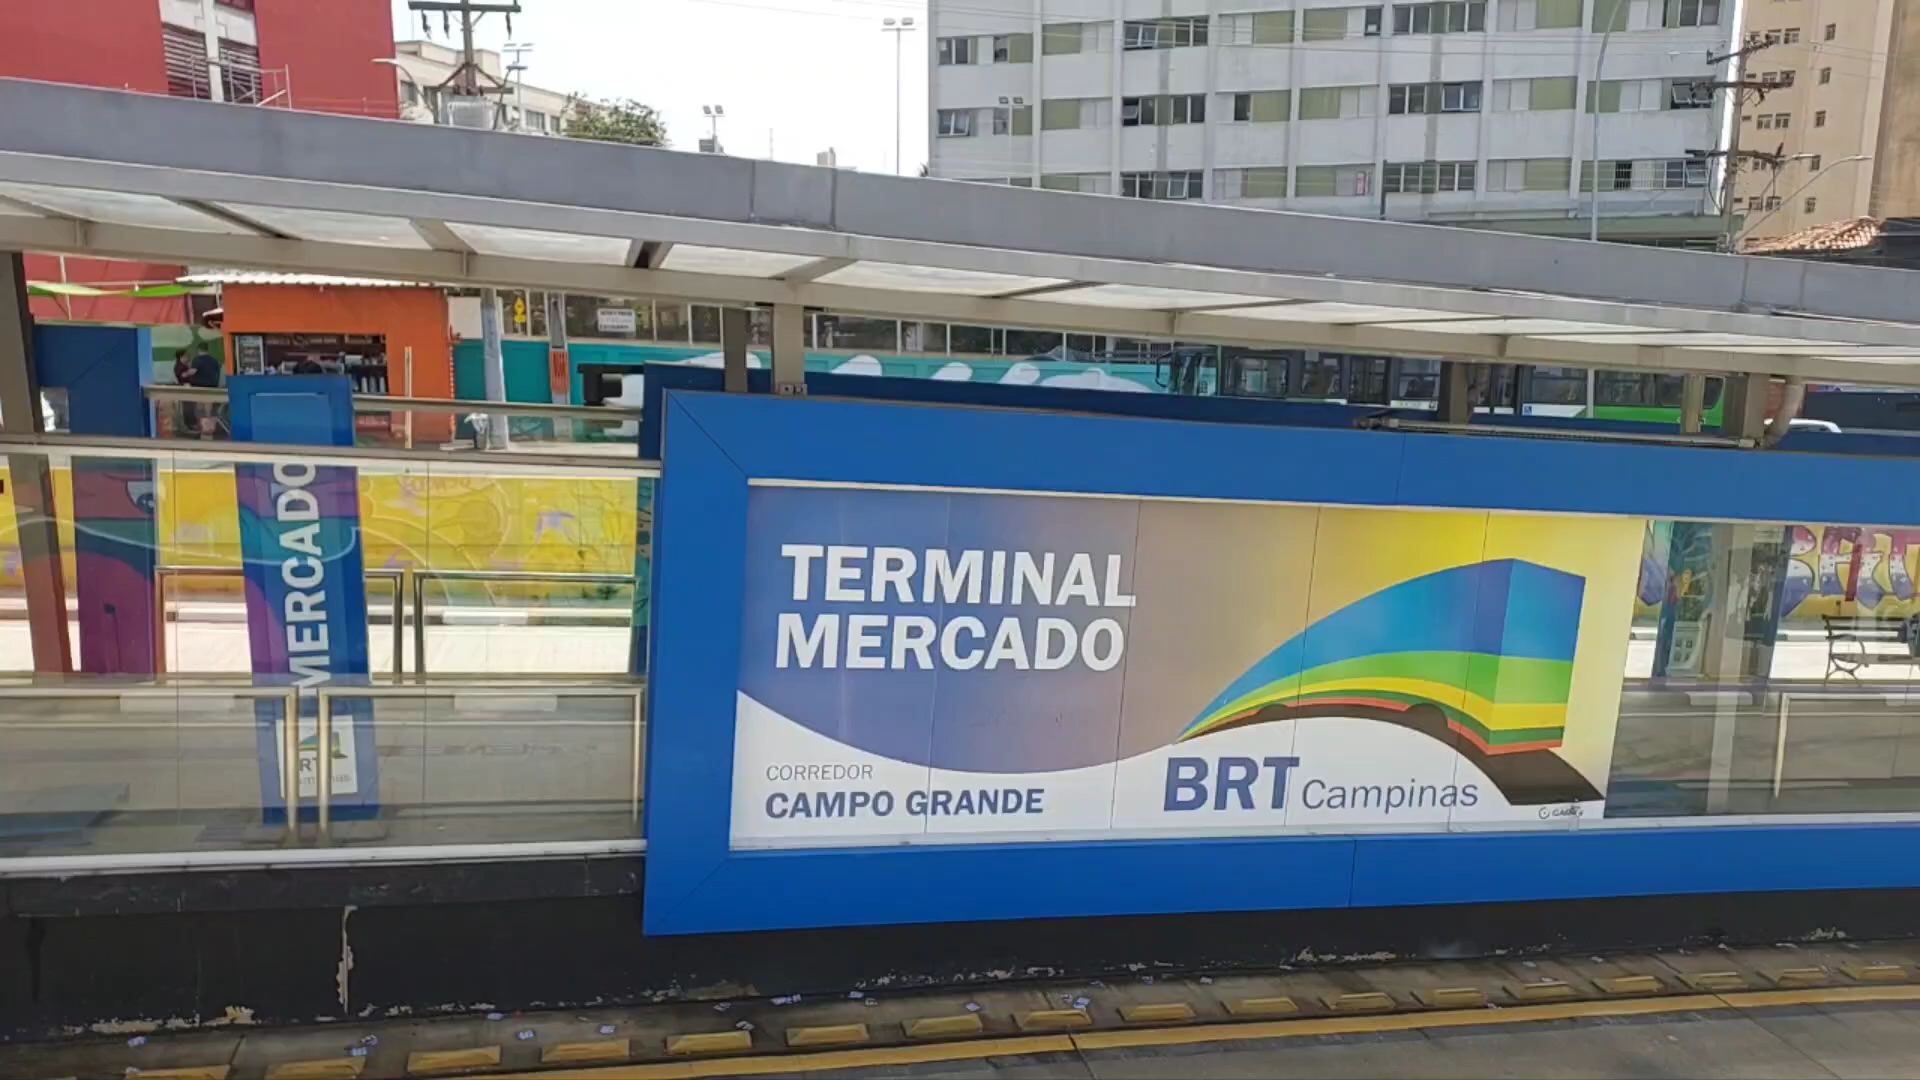 MERCADO
TERMINAL
MERCADO
CORREDOR
CAMPO GRANDE
BRT Campinas